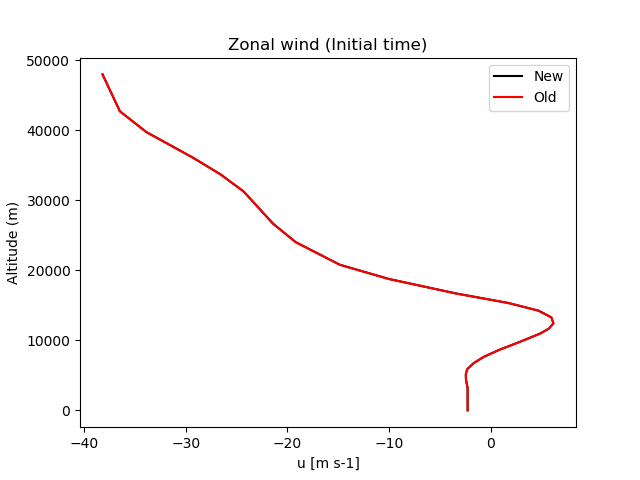 Zonal wind (Initial time)
50000
40000
30000
20000
10000
0
Altitude (m)
New
Old
−40
−30
−20
−10
0
u [m s-1]